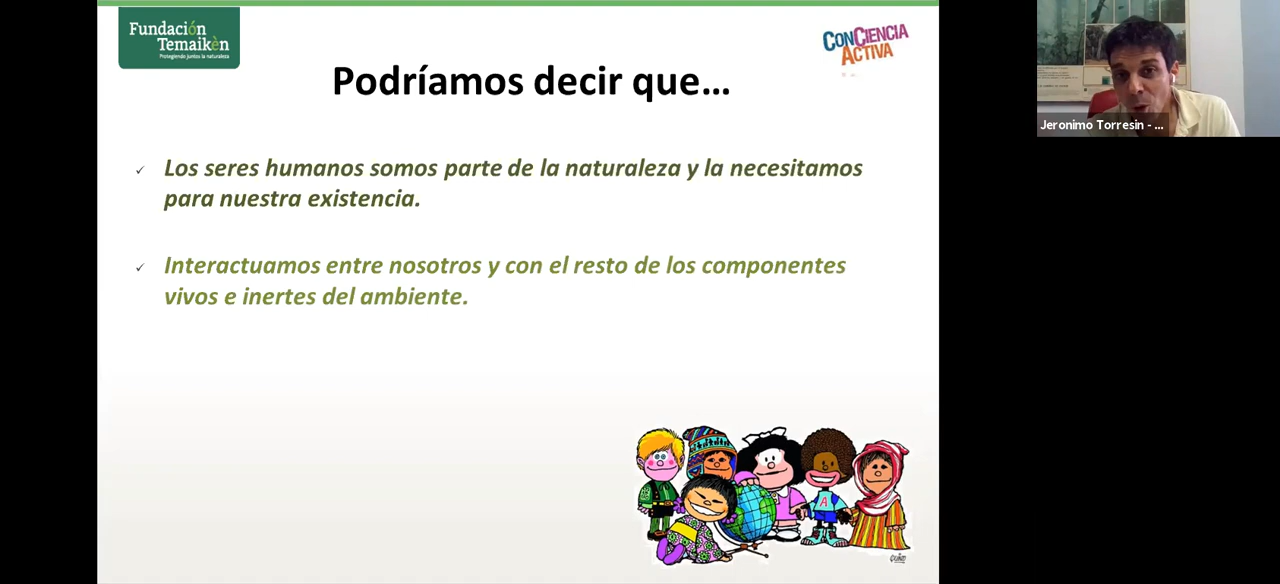 Fundación
Temaikèn
Protegiendo juntos la naturaleza
CONCIENCIA
ACTIVA
Podríamos decir que...
Los seres humanos somos parte de la naturaleza y la necesitamos
para nuestra existencia.
Interactuamos entre nosotros y con el resto de los componentes
vivos e inertes del ambiente.
A
QUINO
Jeronimo Torresin - ...